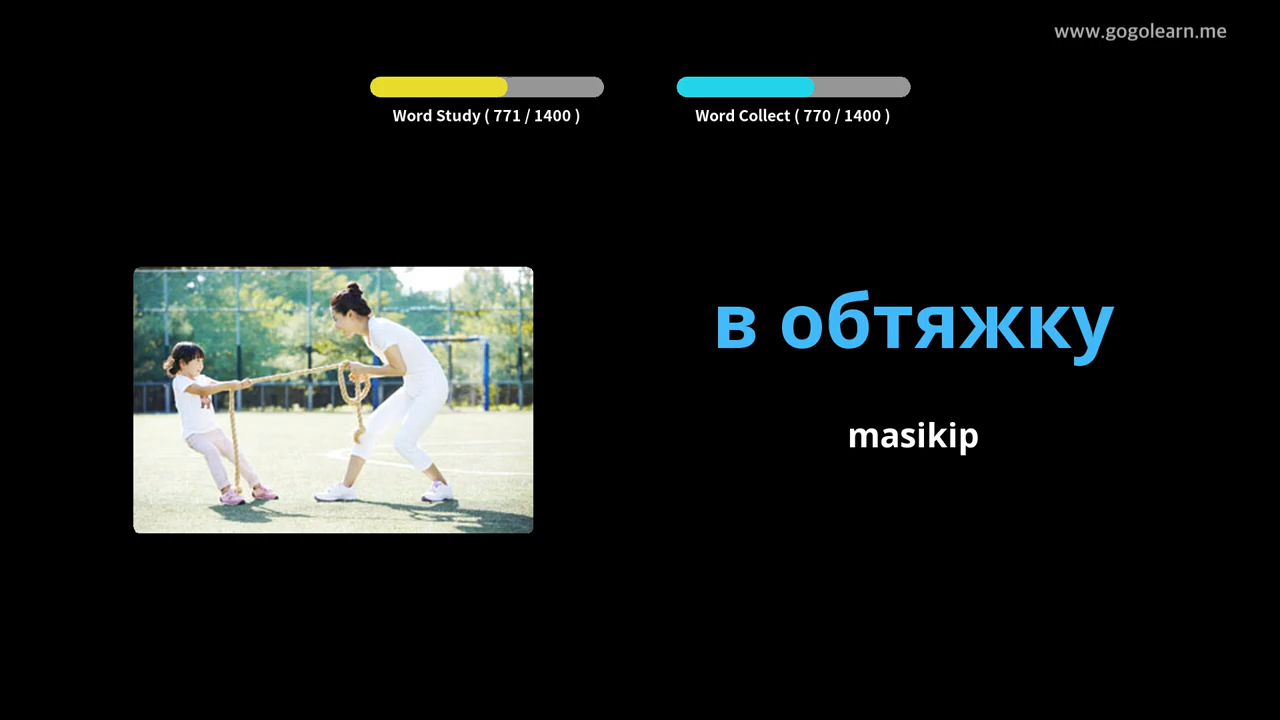 www.gogolearn.me
Word Study ( 771 / 1400 )
Word Collect ( 770 / 1400 )
в обтяжку
masikip